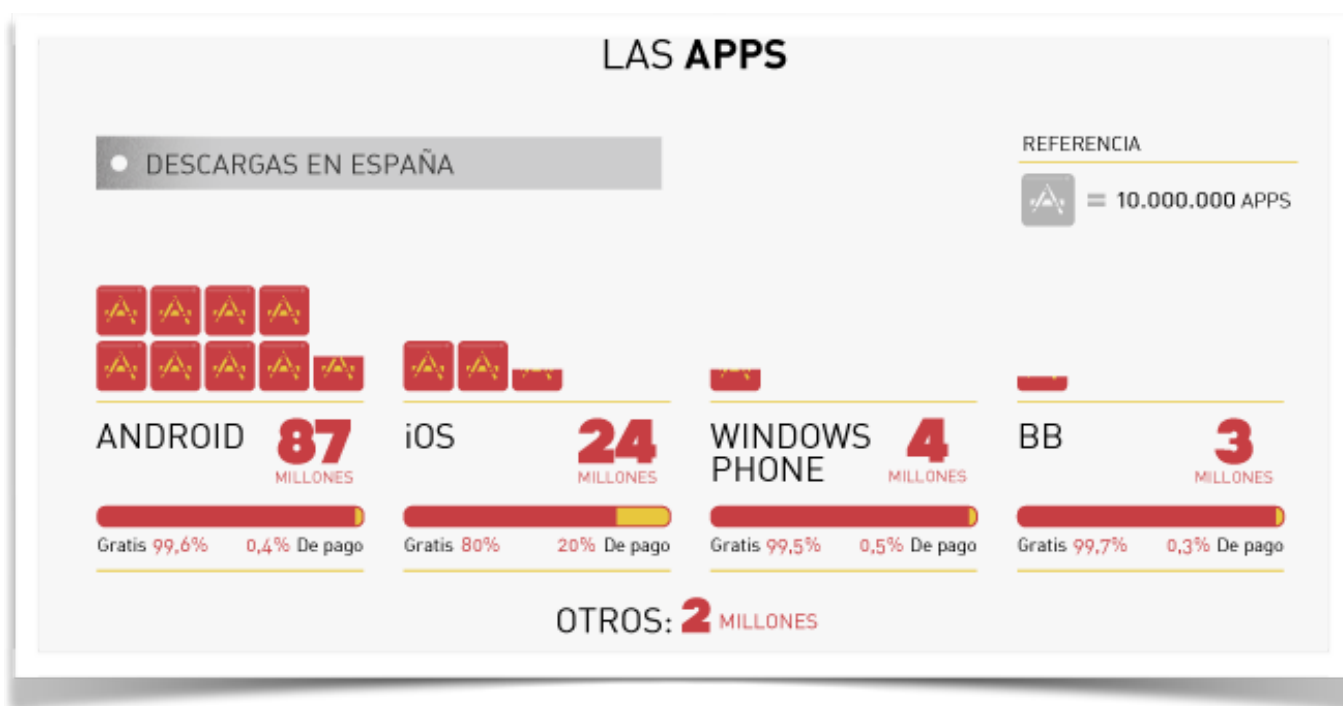 LAS APPS
DESCARGAS EN ESPAÑA
REFERENCIA
= 10.000.000 APPS
ANDROID 87 MILLONES
Gratis 99,6% 0,4% De pago
iOS 24 MILLONES
Gratis 80% 20% De pago
WINDOWS PHONE 4 MILLONES
Gratis 99,5% 0,5% De pago
BB 3 MILLONES
Gratis 99,7% 0,3% De pago
OTROS: 2 MILLONES